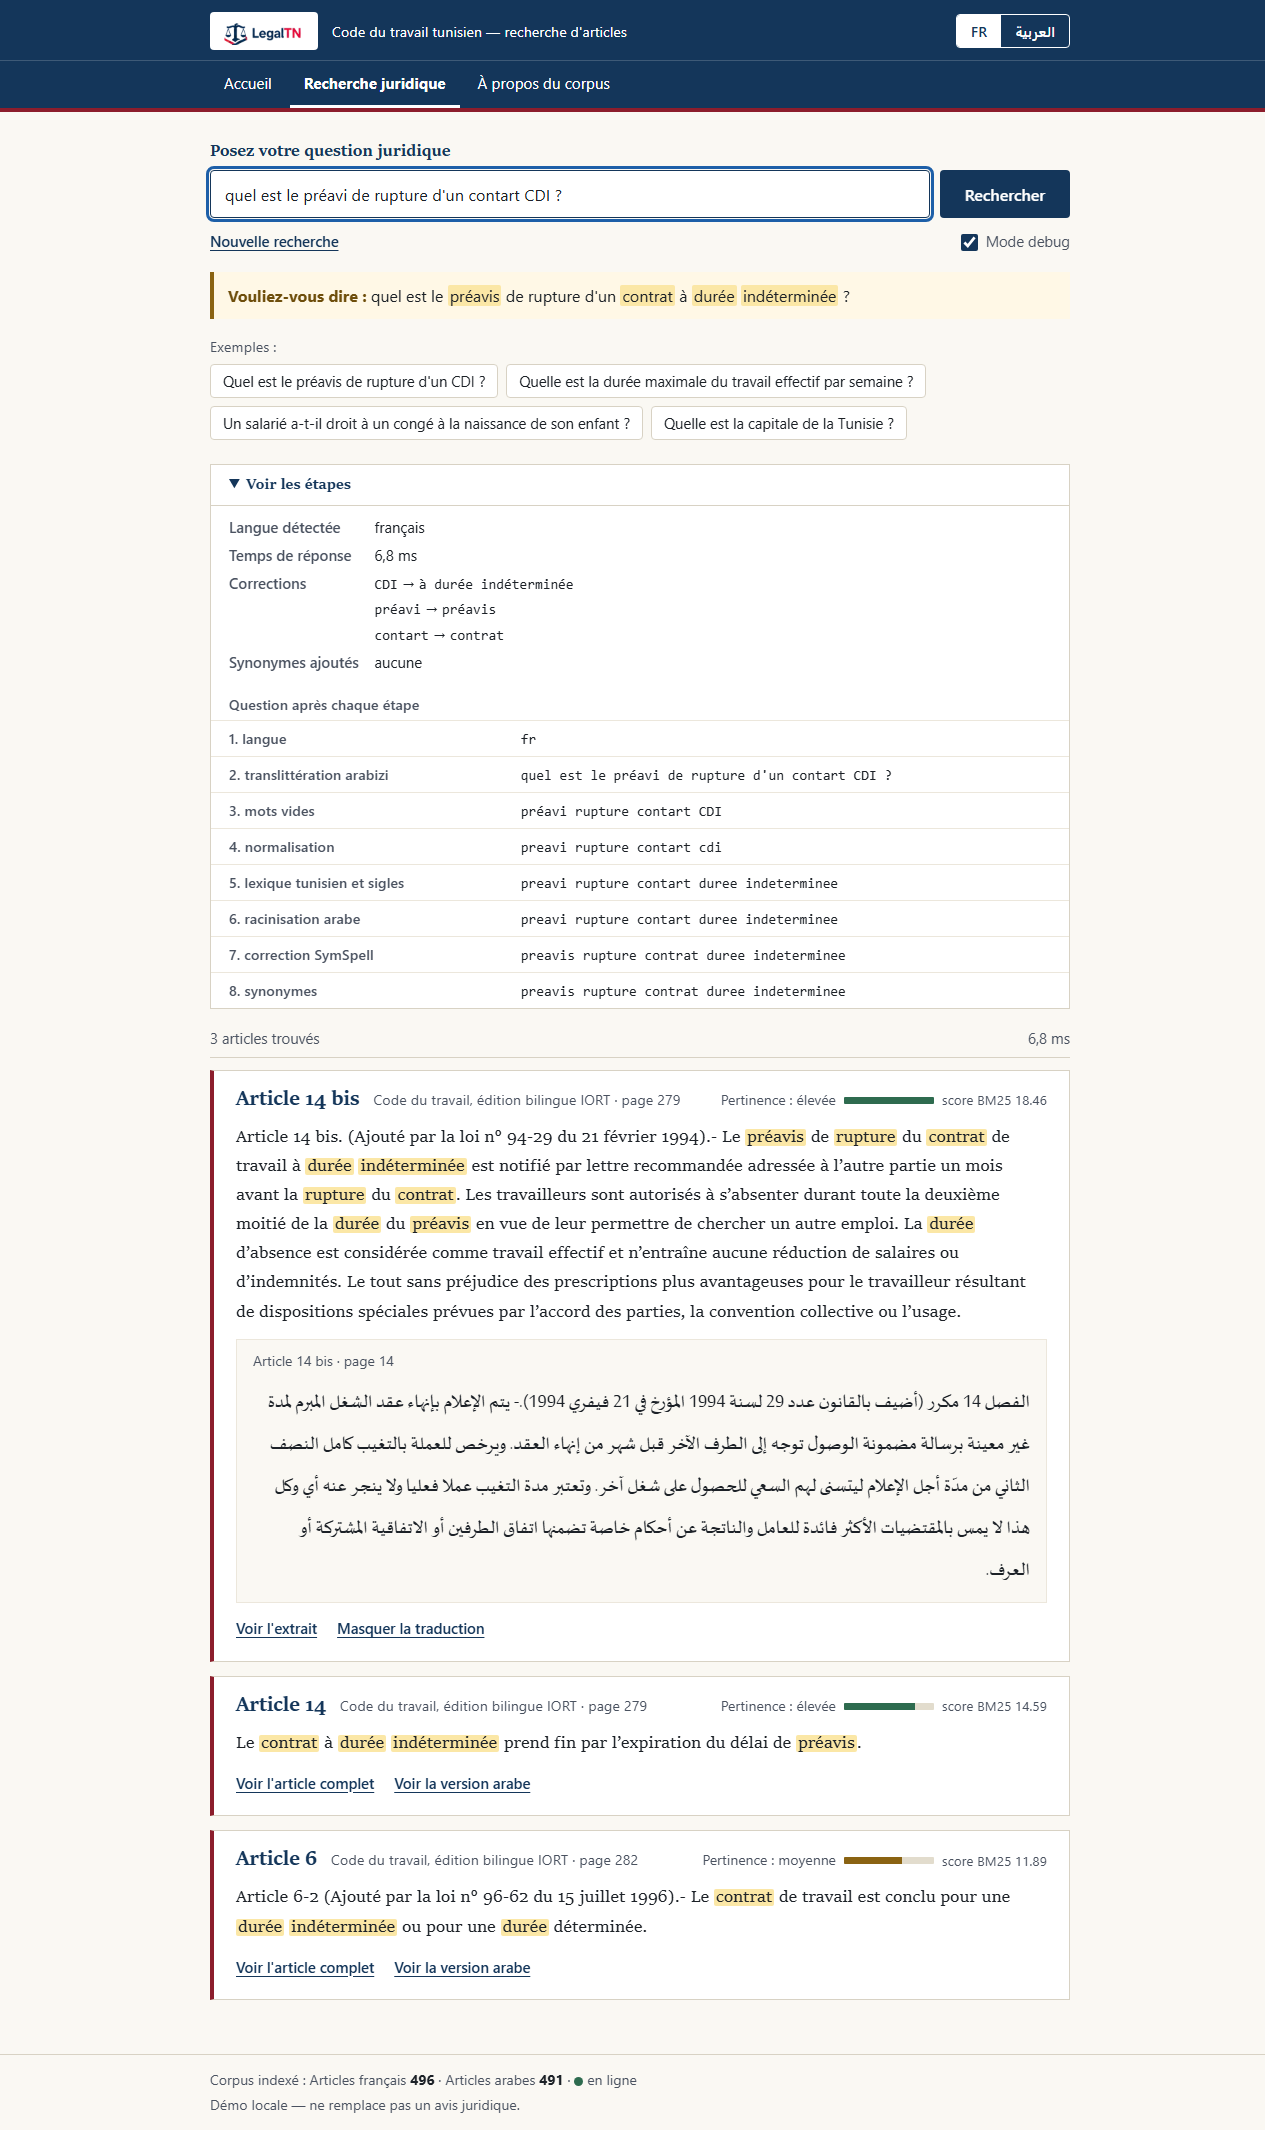 LegalTN
Code du travail tunisien — recherche d'articles
FR
العربية
Accueil
Recherche juridique
À propos du corpus
Posez votre question juridique
quel est le préavi de rupture d'un contart CDI ?
Rechercher
Nouvelle recherche
Mode debug
Vouliez-vous dire : quel est le préavis de rupture d'un contrat à durée indéterminée ?
Exemples :
Quel est le préavis de rupture d'un CDI ?
Quelle est la durée maximale du travail effectif par semaine ?
Un salarié a-t-il droit à un congé à la naissance de son enfant ?
Quelle est la capitale de la Tunisie ?
▼ Voir les étapes
Langue détectée français
Temps de réponse 6,8 ms
Corrections CDI → à durée indéterminée
préavi → préavis
contart → contrat
Synonymes ajoutés aucune
Question après chaque étape
1. langue fr
2. translittération arabizi quel est le préavi de rupture d'un contart CDI ?
3. mots vides préavi rupture contart CDI
4. normalisation preavi rupture contart cdi
5. lexique tunisien et sigles preavi rupture contart duree indeterminee
6. racinisation arabe preavi rupture contart duree indeterminee
7. correction SymSpell preavis rupture contrat duree indeterminee
8. synonymes preavis rupture contrat duree indeterminee
3 articles trouvés 6,8 ms
Article 14 bis Code du travail, édition bilingue IORT · page 279 Pertinence : élevée score BM25 18.46
Article 14 bis. (Ajouté par la loi n° 94-29 du 21 février 1994).- Le préavis de rupture du contrat de
travail à durée indéterminée est notifié par lettre recommandée adressée à l’autre partie un mois
avant la rupture du contrat. Les travailleurs sont autorisés à s’absenter durant toute la deuxième
moitié de la durée du préavis en vue de leur permettre de chercher un autre emploi. La durée
d’absence est considérée comme travail effectif et n’entraîne aucune réduction de salaires ou
d’indemnités. Le tout sans préjudice des prescriptions plus avantageuses pour le travailleur résultant
de dispositions spéciales prévues par l’accord des parties, la convention collective ou l’usage.
Article 14 bis · page 14
الفصل 14 مكرر (أضيف بالقانون عدد 29 لسنة 1994 المؤرخ في 21 فيفري 1994).- يتم الإعلام بإنهاء عقد الشغل المبرم لمدة
غير معينة برسالة مضمونة الوصول توجه إلى الطرف الآخر قبل شهر من إنهاء العقد. ويرخص للعملة بالتغيب كامل النصف
الثاني من مدّة أجل الإعلام ليتسنى لهم السعي للحصول على شغل آخر. وتعتبر مدة التغيب عملا فعليا ولا ينجر عنه أي وكل
هذا لا يمس بالمقتضيات الأكثر فائدة للعامل والناتجة عن أحكام خاصة تضمنها اتفاق الطرفين أو الاتفاقية المشتركة أو
العرف.
Voir l'extrait Masquer la traduction
Article 14 Code du travail, édition bilingue IORT · page 279 Pertinence : élevée score BM25 14.59
Le contrat à durée indéterminée prend fin par l’expiration du délai de préavis.
Voir l'article complet Voir la version arabe
Article 6 Code du travail, édition bilingue IORT · page 282 Pertinence : moyenne score BM25 11.89
Article 6-2 (Ajouté par la loi n° 96-62 du 15 juillet 1996).- Le contrat de travail est conclu pour une
durée indéterminée ou pour une durée déterminée.
Voir l'article complet Voir la version arabe
Corpus indexé : Articles français 496 · Articles arabes 491 · ● en ligne
Démo locale — ne remplace pas un avis juridique.